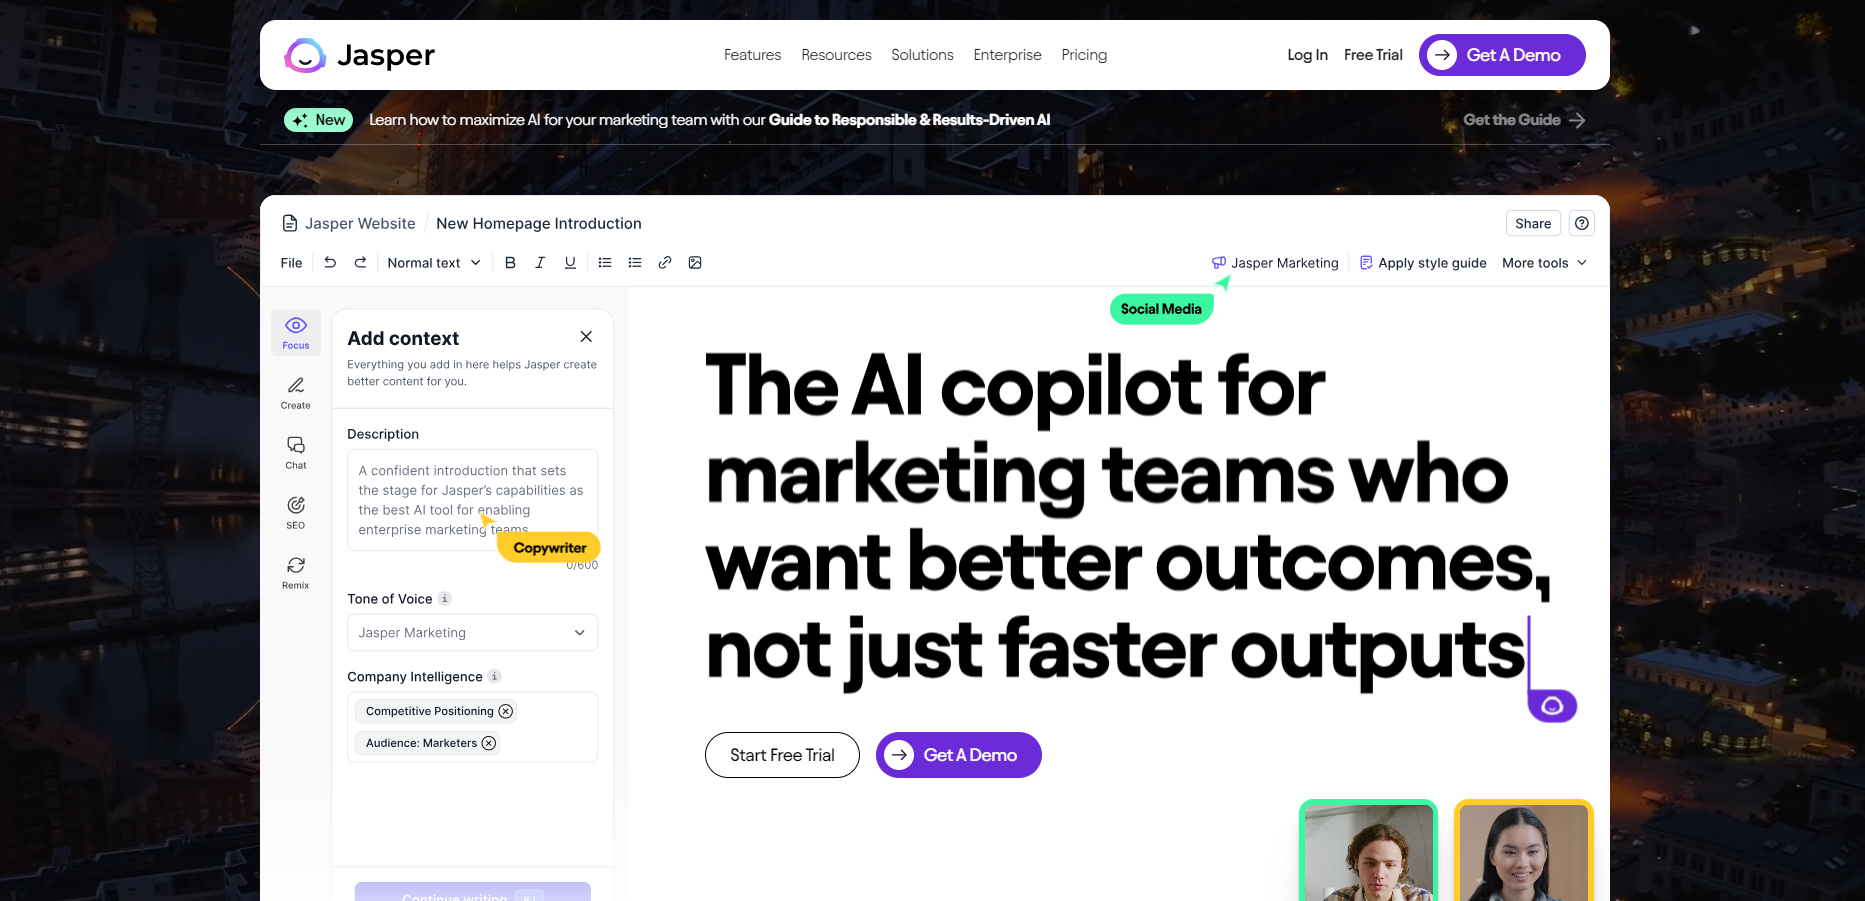 Jasper
Features Resources Solutions Enterprise Pricing
Log In Free Trial Get A Demo
New Learn how to maximize AI for your marketing team with our Guide to Responsible & Results-Driven AI
Get the Guide
Jasper Website / New Homepage Introduction
Share
File Normal text B I U
Jasper Marketing Apply style guide More tools
Social Media
Focus
Create
Chat
SEO
Remix
Add context
Everything you add in here helps Jasper create
better content for you.
Description
A confident introduction that sets
the stage for Jasper’s capabilities as
the best AI tool for enabling
enterprise marketing teams
Copywriter
0/600
Tone of Voice i
Jasper Marketing
Company Intelligence i
Competitive Positioning
Audience: Marketers
Continue writing
The AI copilot for
marketing teams who
want better outcomes,
not just faster outputs
Start Free Trial
Get A Demo